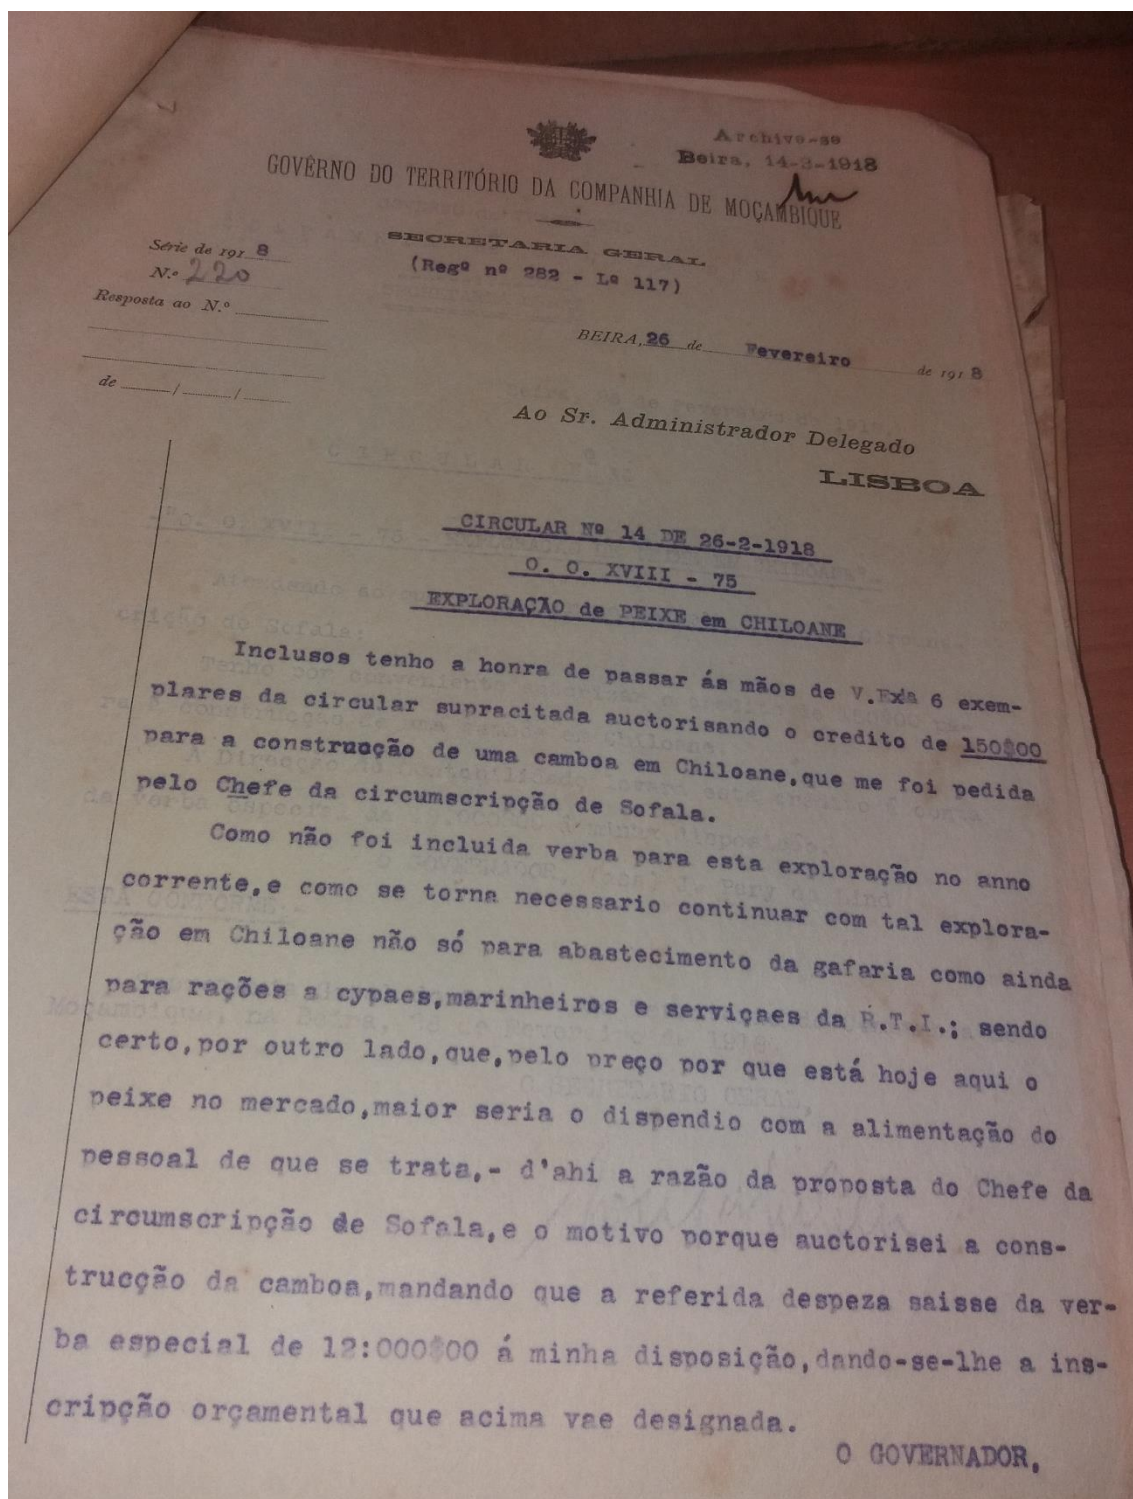 Archive-se
Beira, 14-3-1918
GOVÊRNO DO TERRITÓRIO DA COMPANHIA DE MOÇAMBIQUE
SECRETARIA GERAL
(Regº nº 282 - Lº 117)
Série de 1918
N.º 220
Resposta ao N.º
BEIRA, 26 de Fevereiro de 1918
de / /
Ao Sr. Administrador Delegado
LISBOA
CIRCULAR Nº 14 DE 26-2-1918
O. O. XVIII - 75
EXPLORAÇÃO de PEIXE em CHILOANE
Inclusos tenho a honra de passar ás mãos de V.Exª 6 exem-
plares da circular supracitada auctorisando o credito de 150$00
para a construcção de uma camboa em Chiloane,que me foi pedida
pelo Chefe da circumscripção de Sofala.
Como não foi incluida verba para esta exploração no anno
corrente,e como se torna necessario continuar com tal explora-
ção em Chiloane não só para abastecimento da gafaria como ainda
para rações a cypaes,marinheiros e serviçaes da R.T.I.; sendo
certo,por outro lado,que,pelo preço por que está hoje aqui o
peixe no mercado,maior seria o dispendio com a alimentação do
pessoal de que se trata,- d'ahi a razão da proposta do Chefe da
circumscripção de Sofala,e o motivo porque auctorisei a cons-
trucção da camboa,mandando que a referida despeza saisse da ver-
ba especial de 12:000$00 á minha disposição,dando-se-lhe a ins-
cripção orçamental que acima vae designada.
O GOVERNADOR,